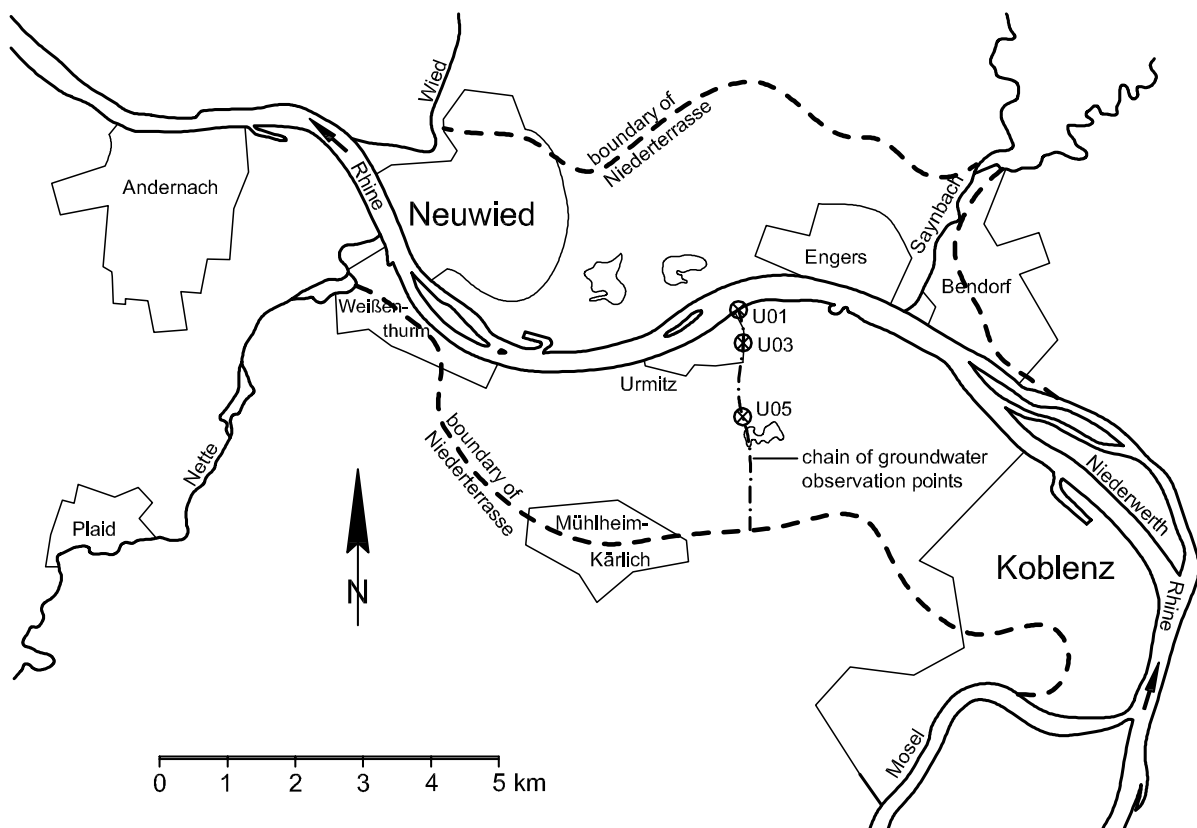 Wied
boundary of
Niederterrasse
Andernach
Rhine
Neuwied
Saynbach
Engers
Bendorf
Weißen-
thurm
U01
U03
Urmitz
U05
Nette
boundary of
Niederterrasse
chain of groundwater
observation points
Niederwerth
Plaid
Mühlheim-
Kärlich
Koblenz
N
Rhine
Mosel
0 1 2 3 4 5 km